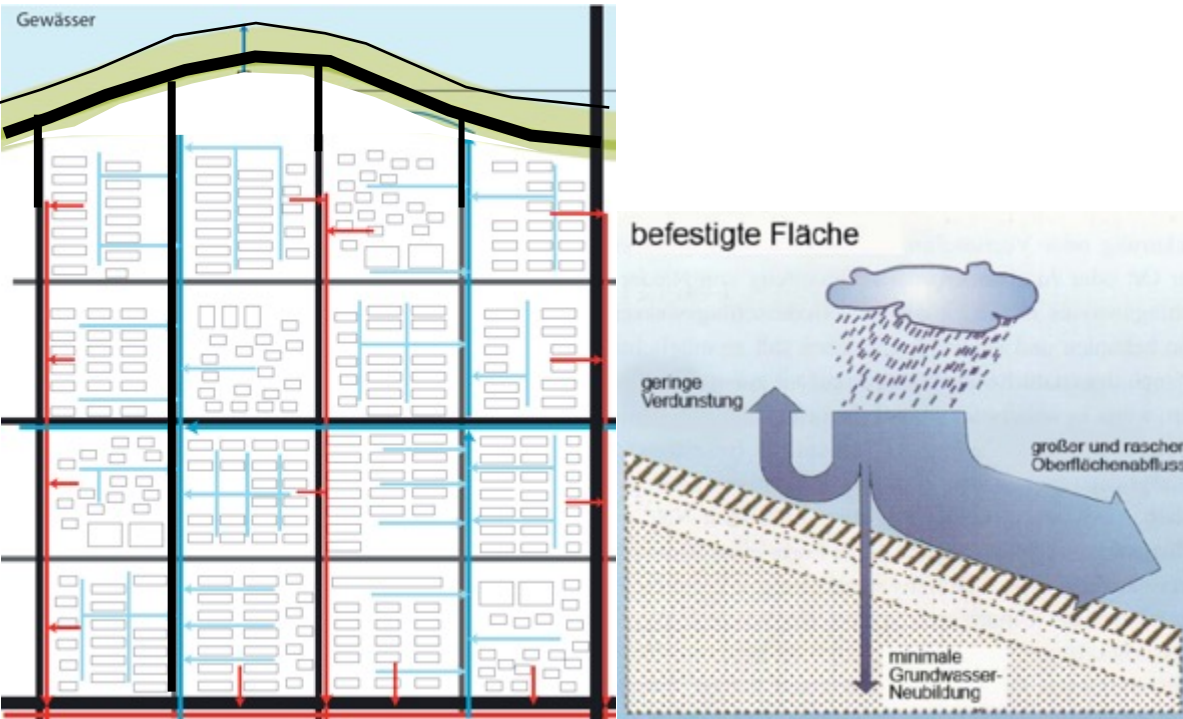 Gewässer
befestigte Fläche
geringe
Verdunstung
großer und rascher
Oberflächenabfluss
minimale
Grundwasser-
Neubildung